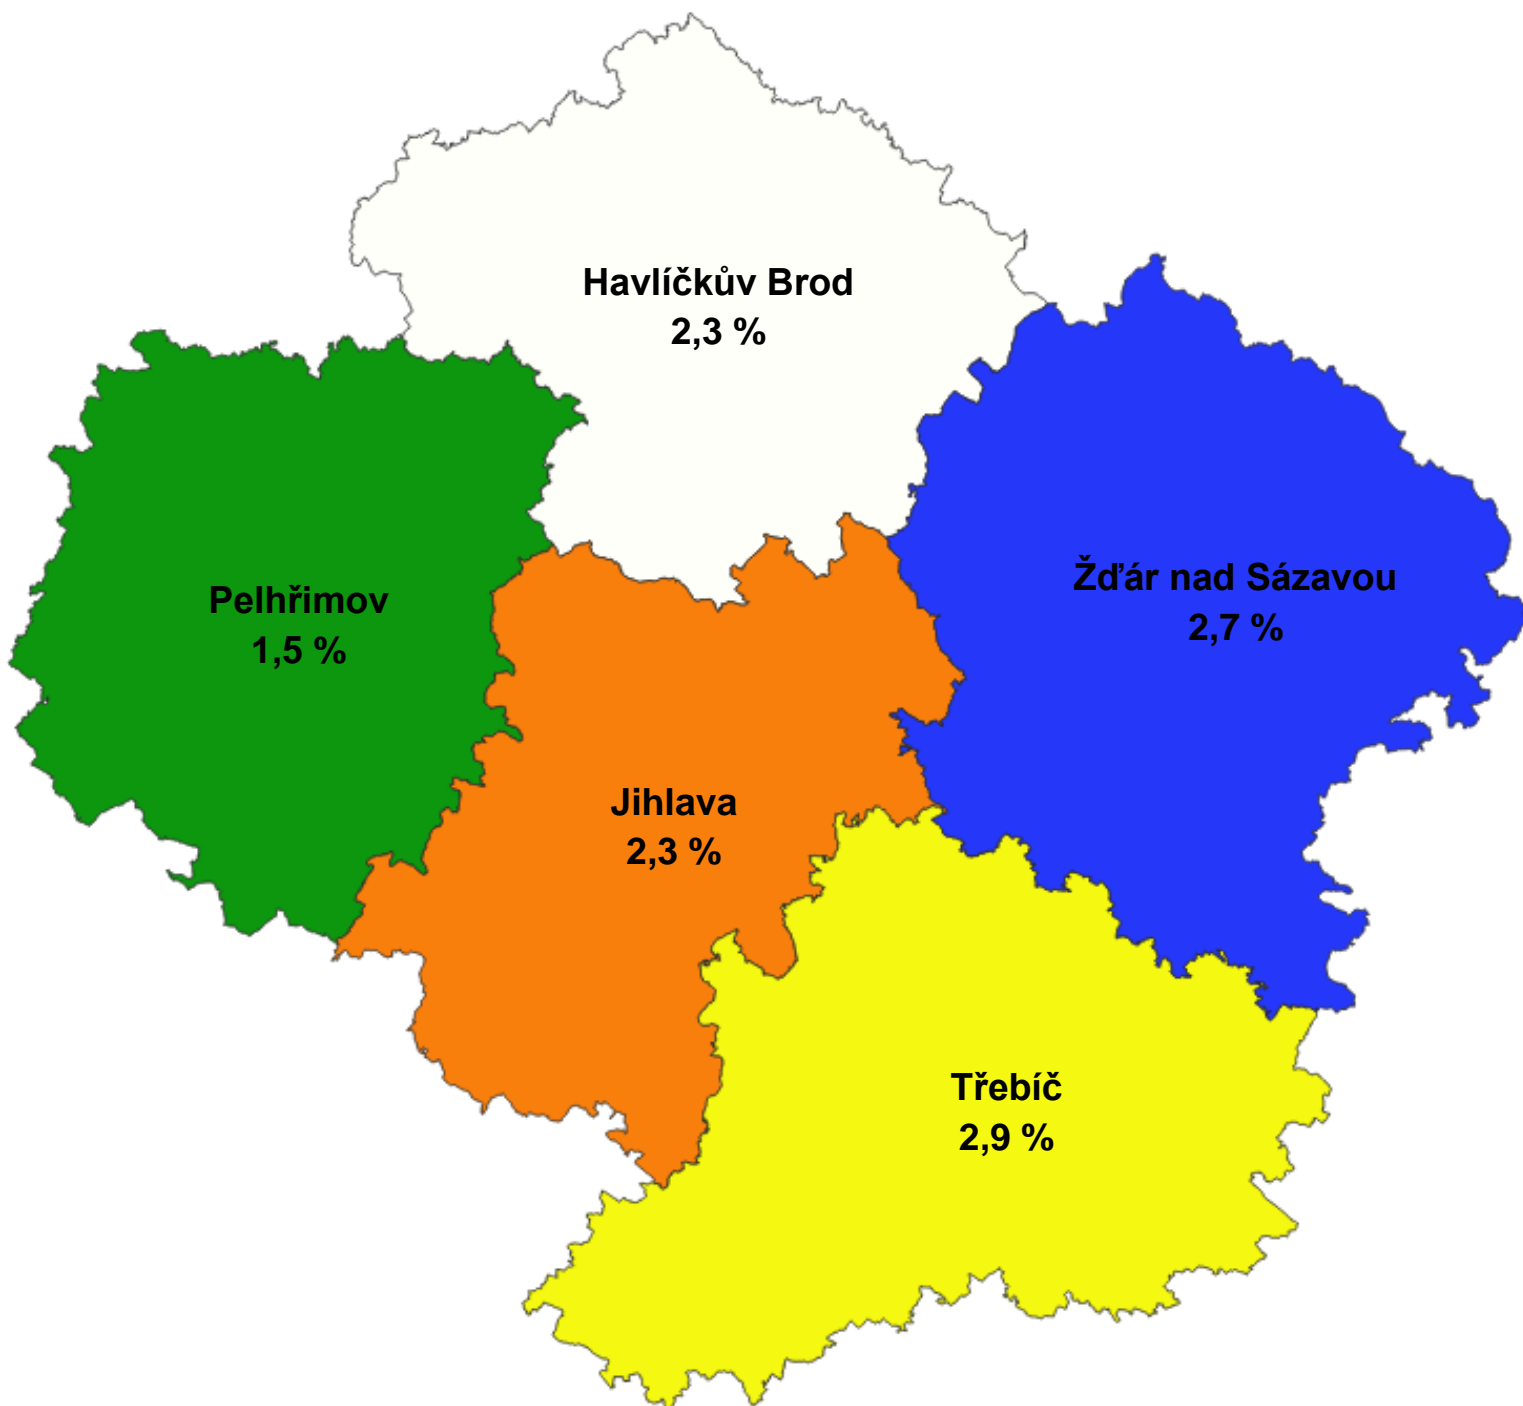 Havlíčkův Brod
2,3 %
Žďár nad Sázavou
2,7 %
Pelhřimov
1,5 %
Jihlava
2,3 %
Třebíč
2,9 %